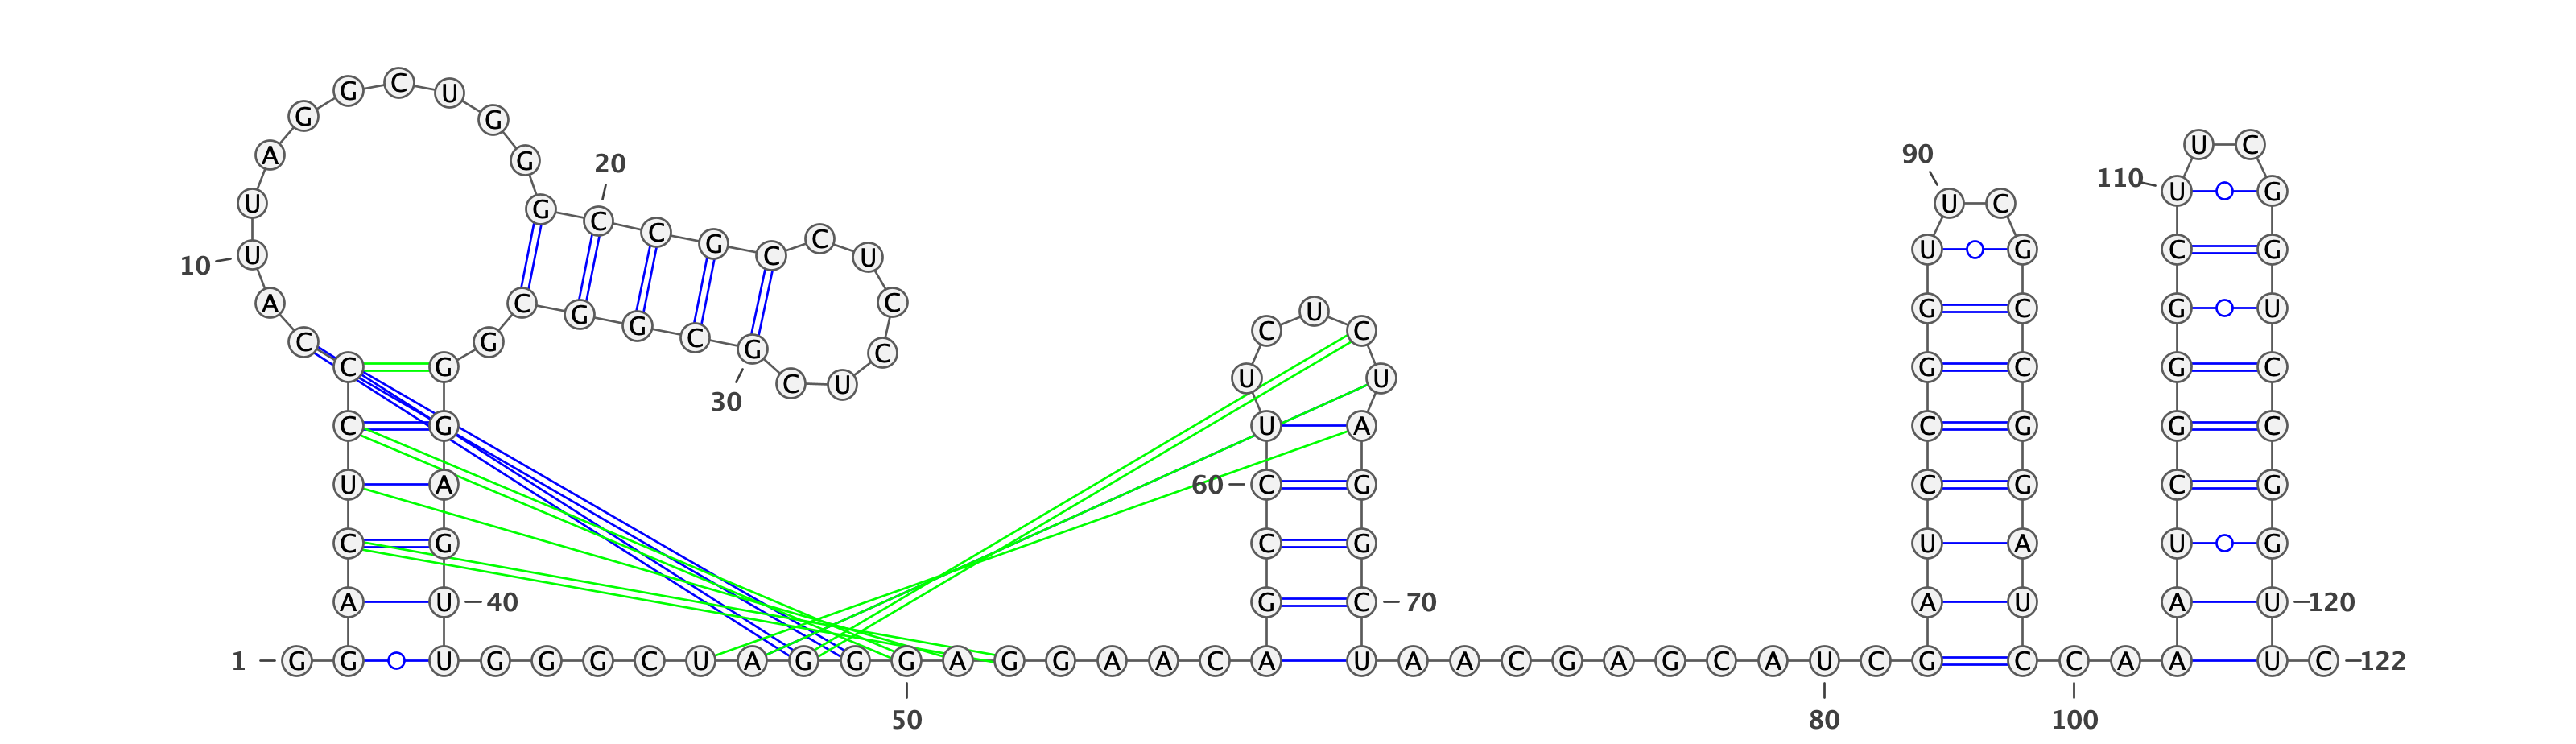 1
G G A C U C C C A
10
U U A G G C U G G G
20
C C G C C U C C U C
30
G C G G C G G G A G
40
U U G G G C U A G G
50
G A G G A A C A G C
60
C U U C U C U A G G
70
C U A A C G A G C A
80
U C G A U C C G G U
90
U C G C C G G A U C
100
C A A A U C G G G C
110
U U C G G U C C G G
120
U U C
122